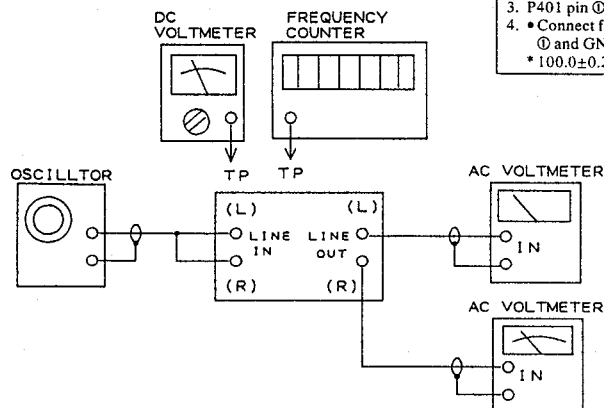 DC
VOLTMETER
FREQUENCY
COUNTER
3. P401 pin ①
4. • Connect f
① and GN
* 100.0±0.2
OSCILLTOR
TP
TP
AC VOLTMETER
(L)
(L)
LINE
IN
LINE
OUT
IN
(R)
(R)
AC VOLTMETER
IN